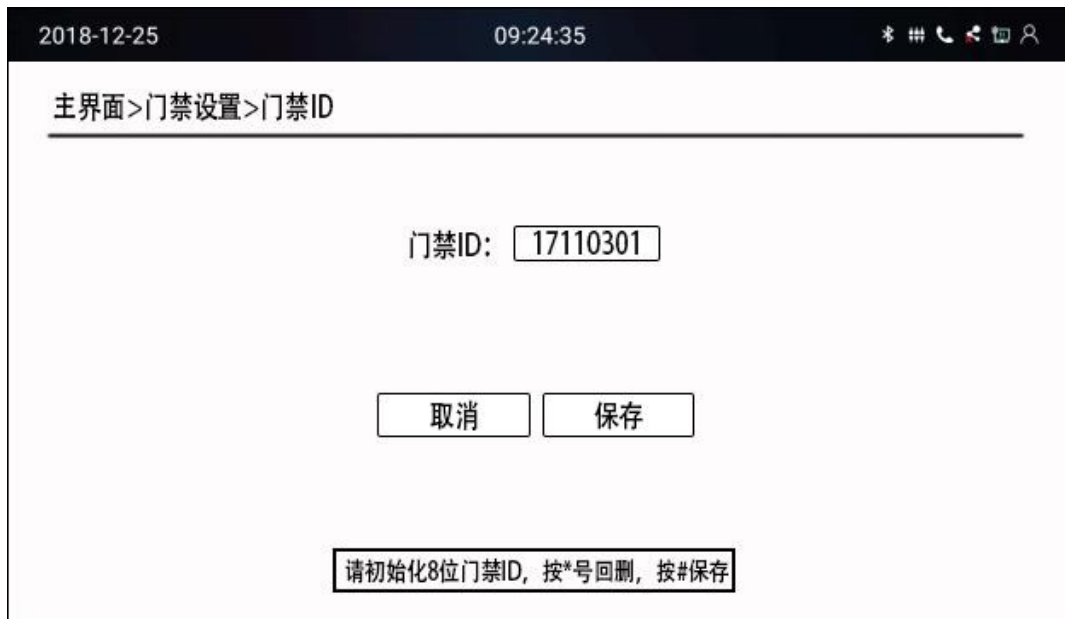 2018-12-25 09:24:35
主界面>门禁设置>门禁ID
门禁ID： 17110301
取消 保存
请初始化8位门禁ID，按*号回删，按#保存